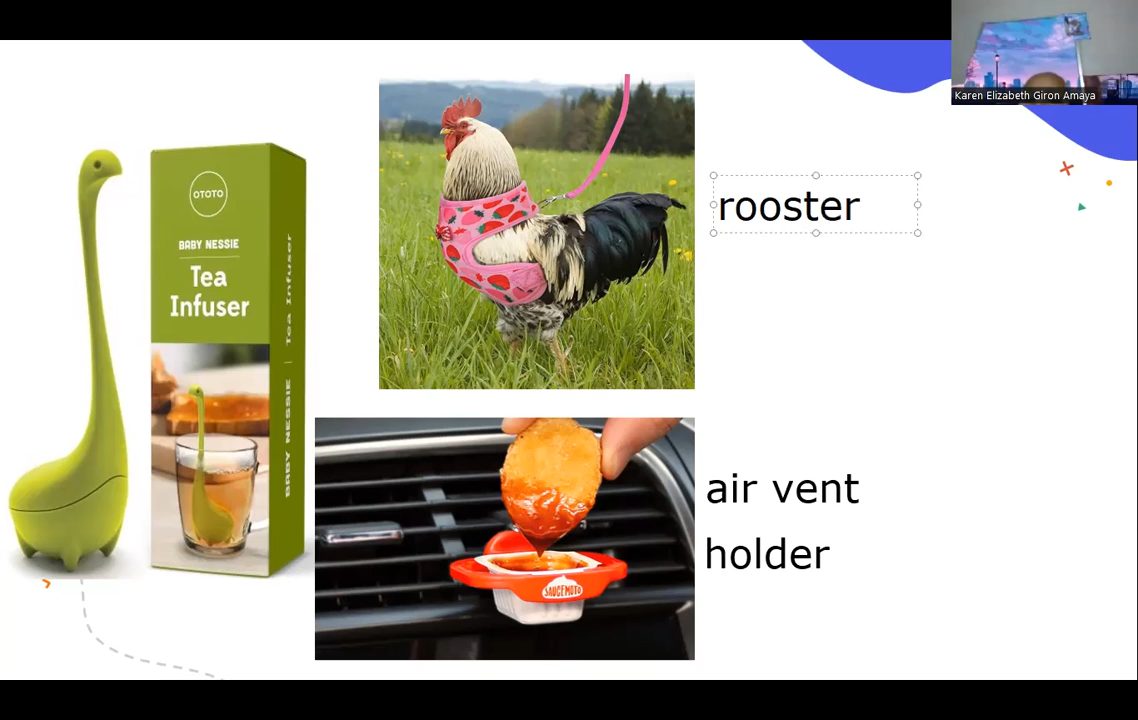 Karen Elizabeth Giron Amaya
OTOTO
BABY NESSIE
Tea
Infuser
BABY NESSIE | Tea Infuser
rooster
SAUCEMOTO
air vent
holder